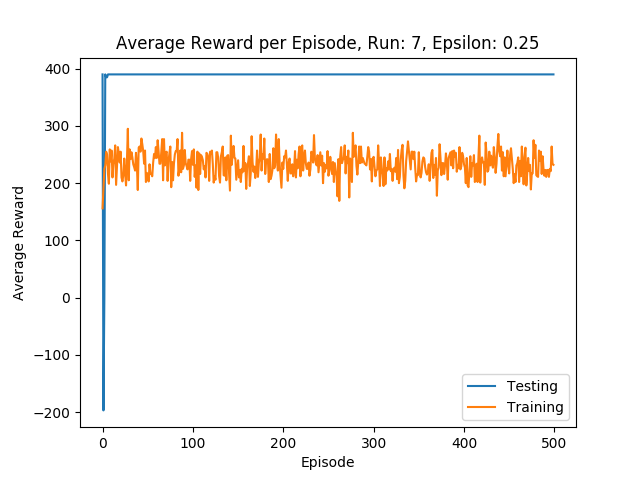 Average Reward per Episode, Run: 7, Epsilon: 0.25
400
300
200
100
0
−100
−200
Average Reward
0 100 200 300 400 500
Episode
Testing
Training